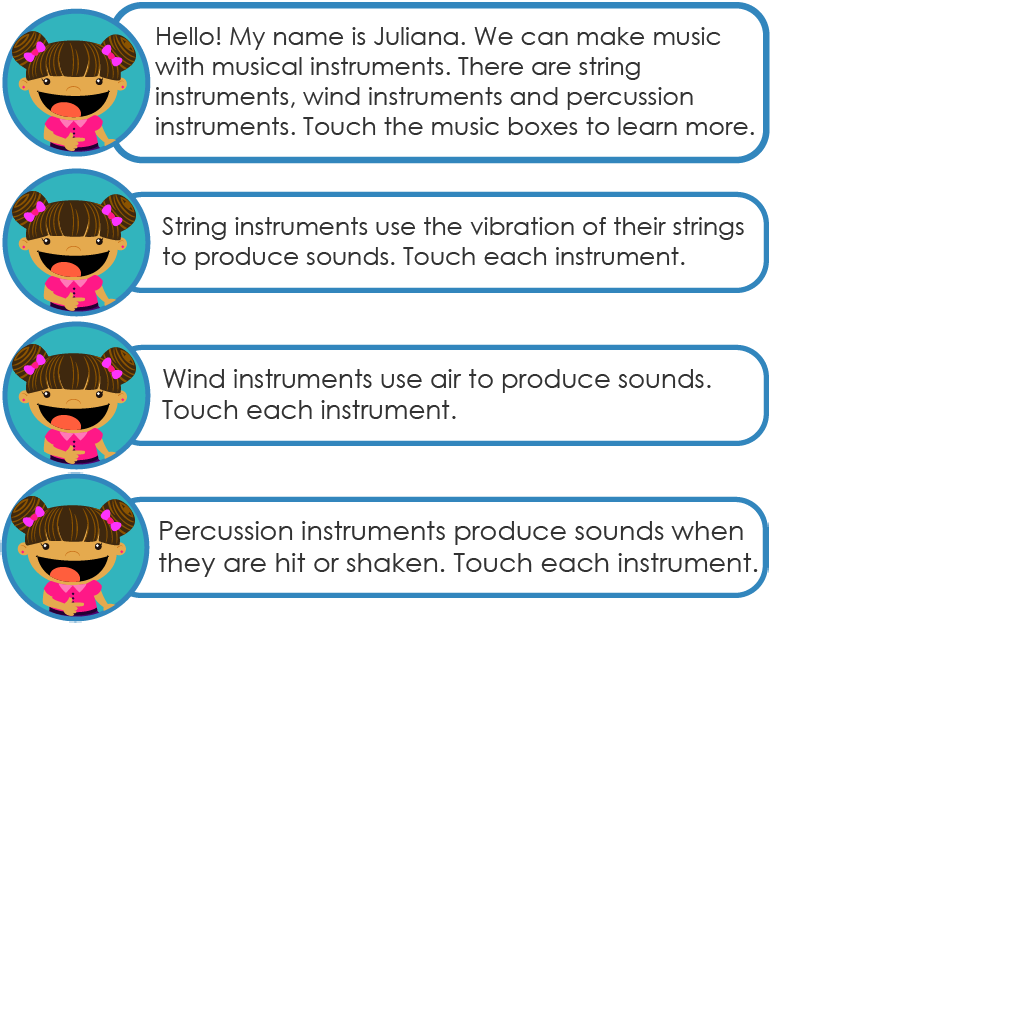 Hello! My name is Juliana. We can make music
with musical instruments. There are string
instruments, wind instruments and percussion
instruments. Touch the music boxes to learn more.
String instruments use the vibration of their strings
to produce sounds. Touch each instrument.
Wind instruments use air to produce sounds.
Touch each instrument.
Percussion instruments produce sounds when
they are hit or shaken. Touch each instrument.